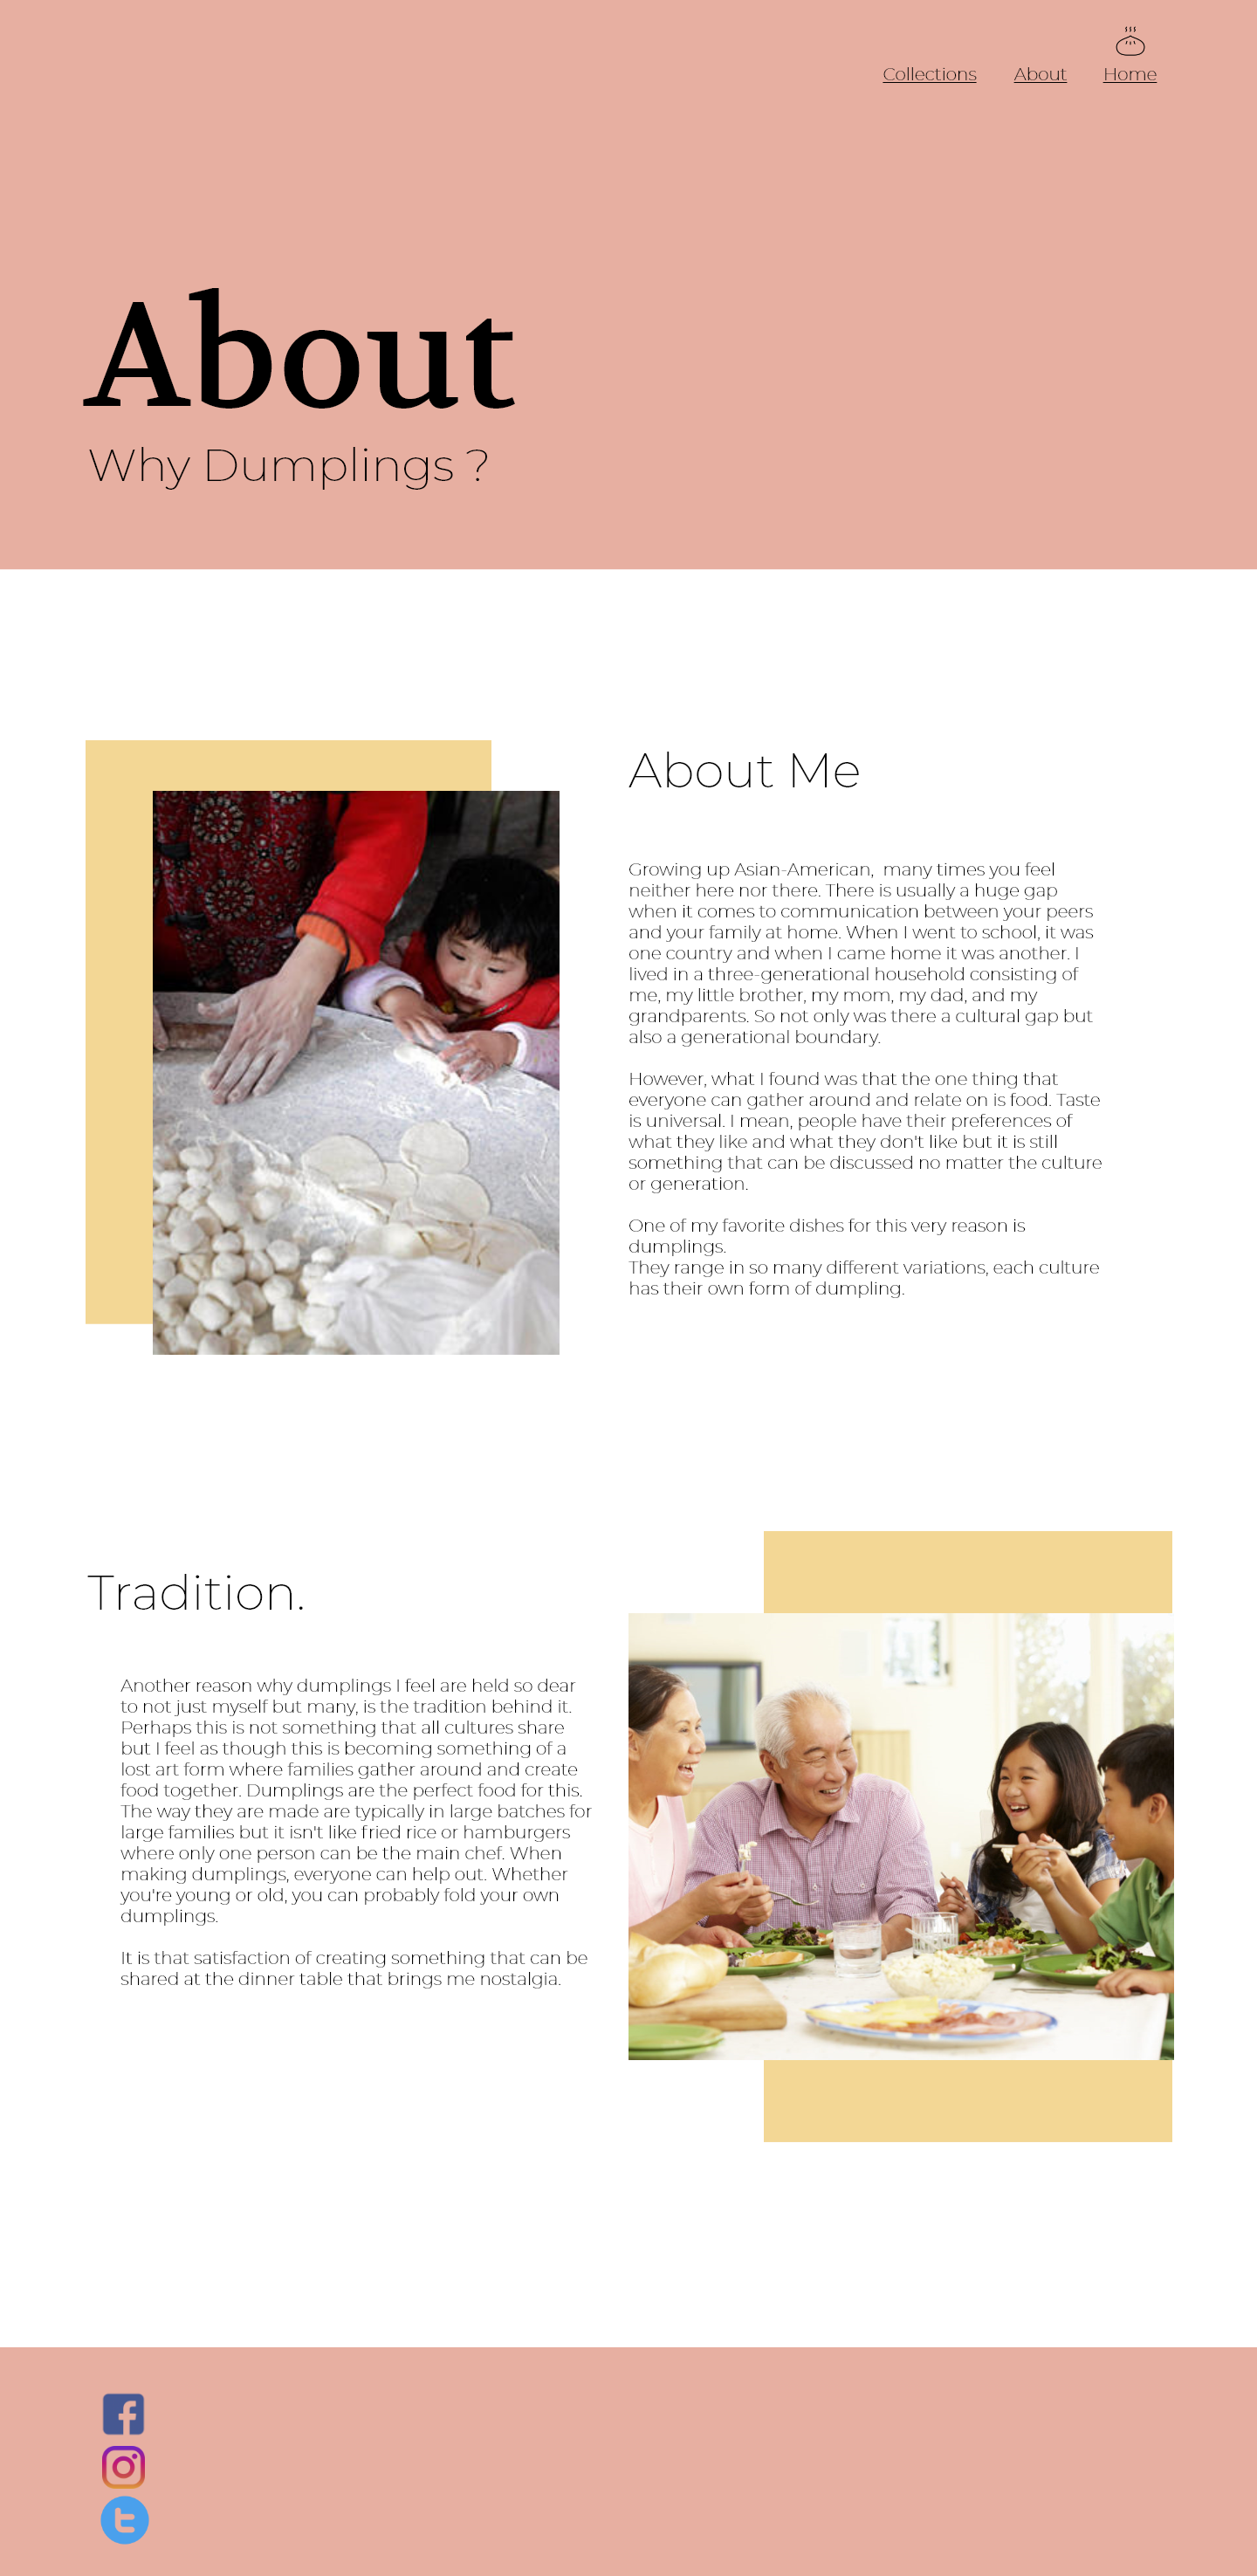 Collections About Home
About
Why Dumplings ?
About Me
Growing up Asian-American,  many times you feel
neither here nor there. There is usually a huge gap
when it comes to communication between your peers
and your family at home. When I went to school, it was
one country and when I came home it was another. I
lived in a three-generational household consisting of
me, my little brother, my mom, my dad, and my
grandparents. So not only was there a cultural gap but
also a generational boundary.
However, what I found was that the one thing that
everyone can gather around and relate on is food. Taste
is universal. I mean, people have their preferences of
what they like and what they don't like but it is still
something that can be discussed no matter the culture
or generation.
One of my favorite dishes for this very reason is
dumplings.
They range in so many different variations, each culture
has their own form of dumpling.
Tradition.
Another reason why dumplings I feel are held so dear
to not just myself but many, is the tradition behind it.
Perhaps this is not something that all cultures share
but I feel as though this is becoming something of a
lost art form where families gather around and create
food together. Dumplings are the perfect food for this.
The way they are made are typically in large batches for
large families but it isn't like fried rice or hamburgers
where only one person can be the main chef. When
making dumplings, everyone can help out. Whether
you're young or old, you can probably fold your own
dumplings.
It is that satisfaction of creating something that can be
shared at the dinner table that brings me nostalgia.